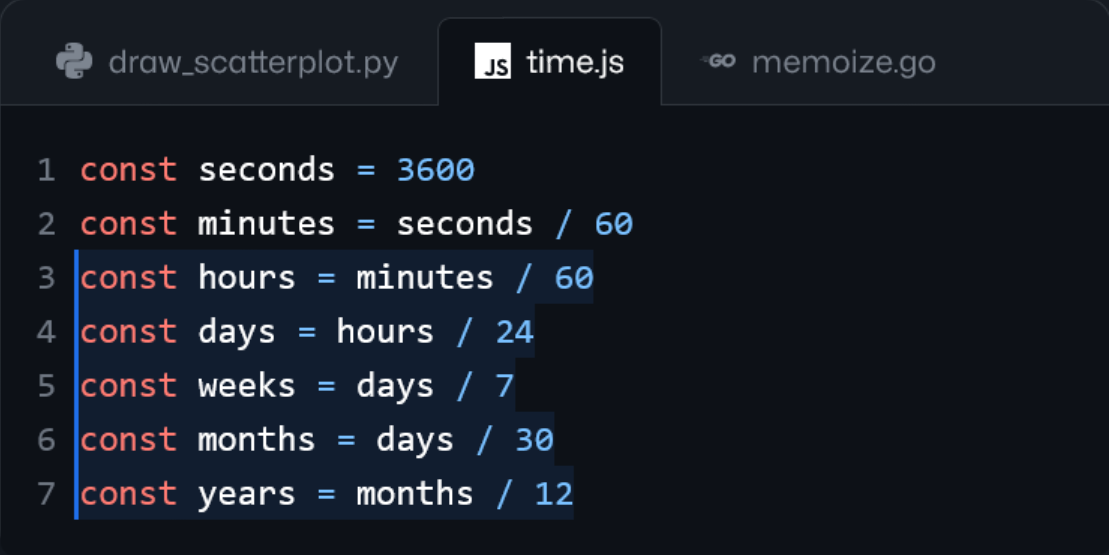 draw_scatterplot.py JS time.js GO memoize.go
1 const seconds = 3600
2 const minutes = seconds / 60
3 const hours = minutes / 60
4 const days = hours / 24
5 const weeks = days / 7
6 const months = days / 30
7 const years = months / 12